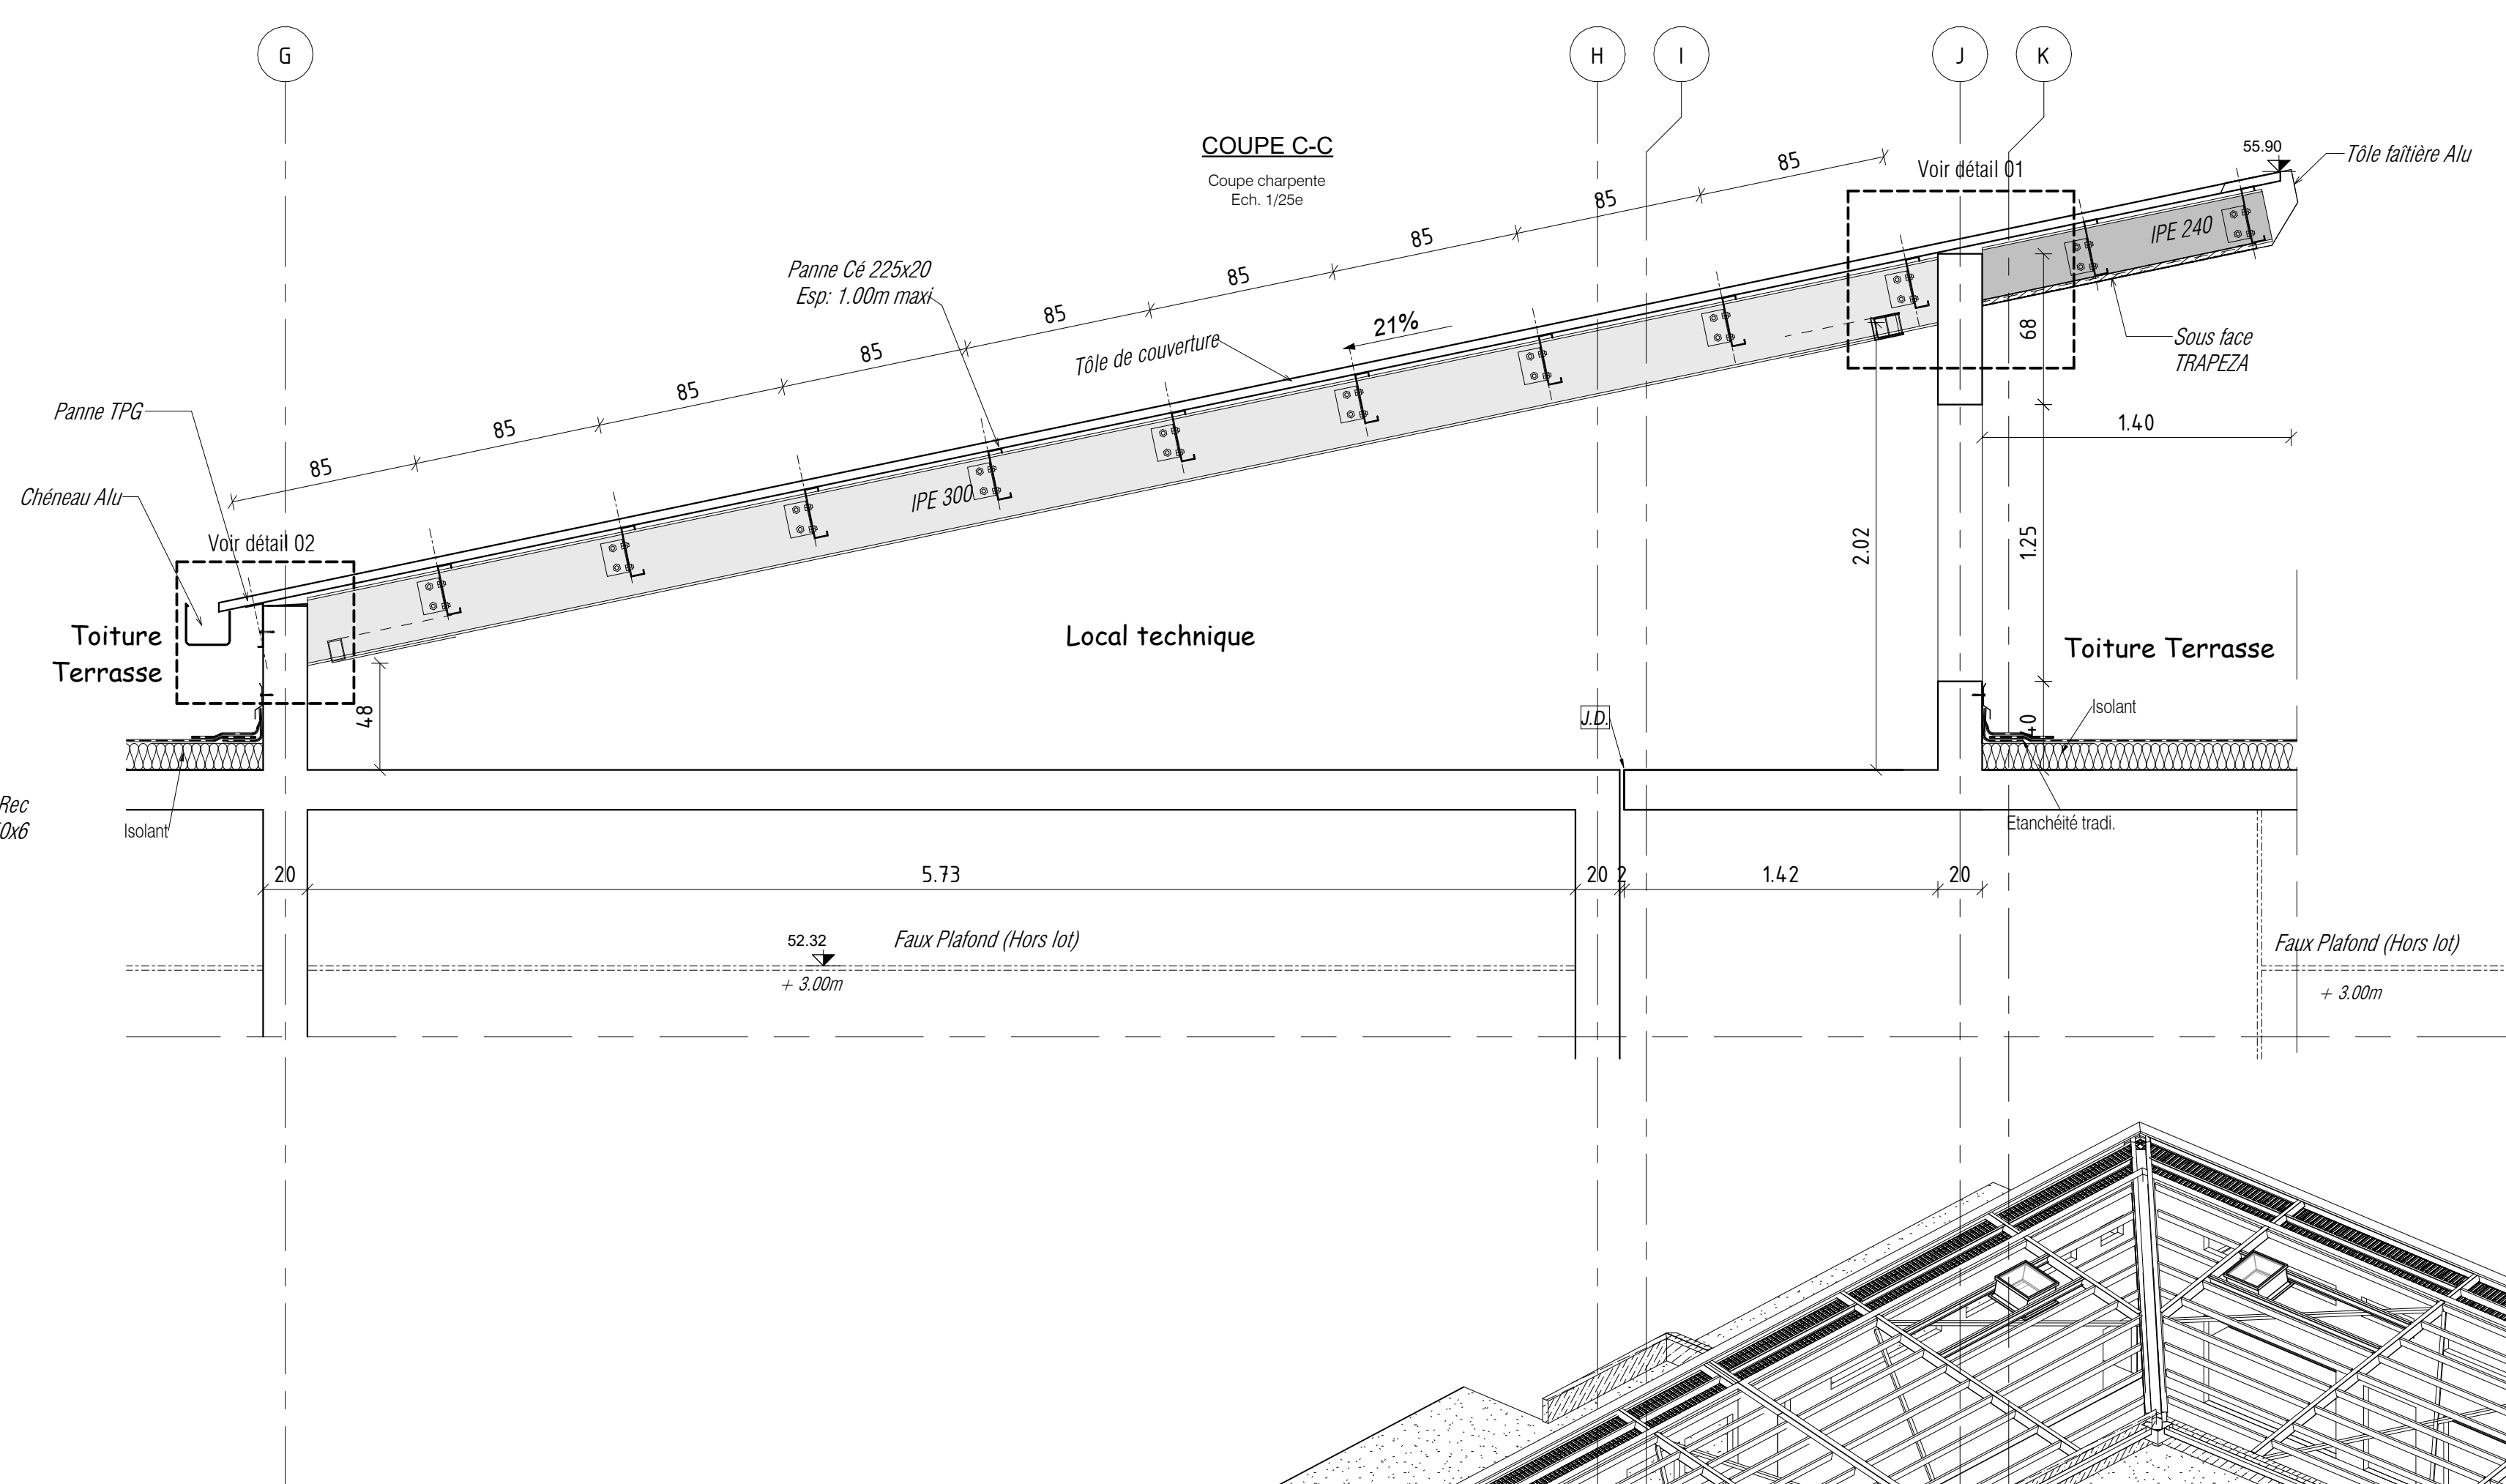 G
H
I
J
K
COUPE C-C
Coupe charpente
Ech. 1/25e
85
85
85
85
85
85
85
85
85
Voir détail 01
55.90
Tôle faîtière Alu
IPE 240
Panne Cé 225x20
Esp: 1.00m maxi
21%
Tôle de couverture
68
Sous face
TRAPEZA
Panne TPG
1.40
Chéneau Alu
IPE 300
Voir détail 02
2.02
1.25
Toiture
Terrasse
Local technique
Toiture Terrasse
48
J.D.
40
Isolant
Rec
0x6
Isolant
Etanchéité tradi.
20
5.73
20
2
1.42
20
52.32
Faux Plafond (Hors lot)
+ 3.00m
Faux Plafond (Hors lot)
+ 3.00m